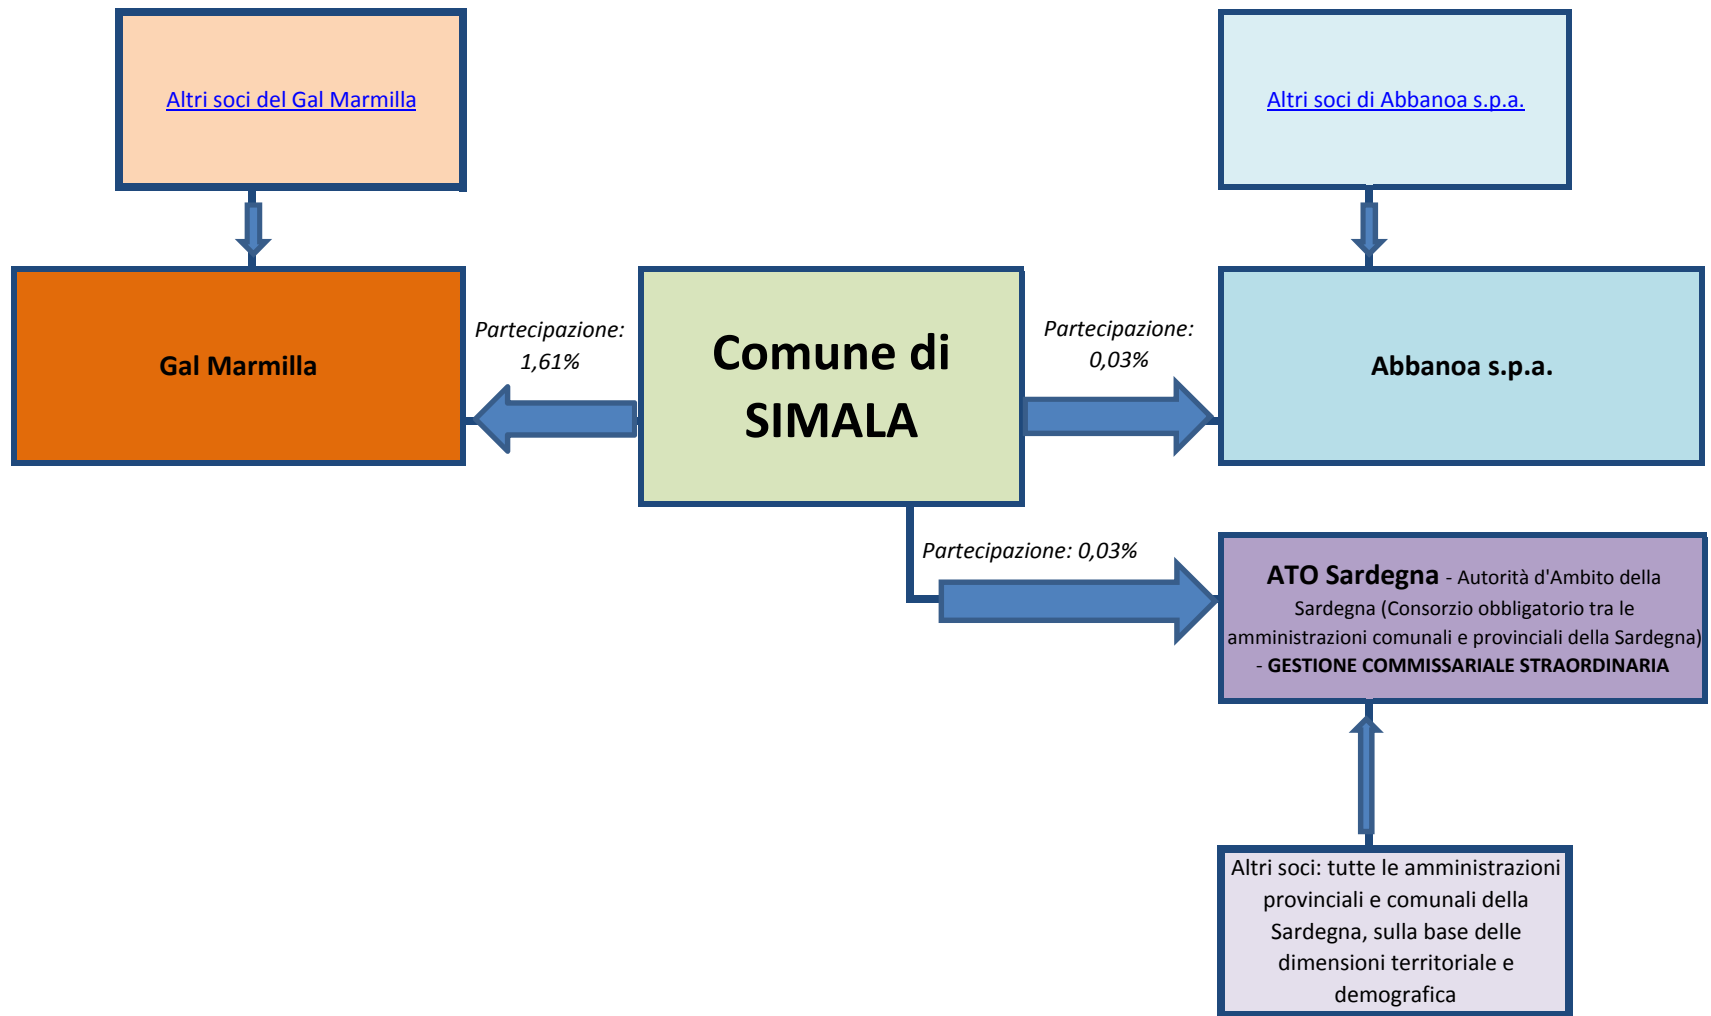 Altri soci del Gal Marmilla
Altri soci di Abbanoa s.p.a.
Gal Marmilla
Partecipazione:
1,61%
Comune di
SIMALA
Partecipazione:
0,03%
Abbanoa s.p.a.
Partecipazione: 0,03%
ATO Sardegna - Autorità d'Ambito della
Sardegna (Consorzio obbligatorio tra le
amministrazioni comunali e provinciali della Sardegna)
- GESTIONE COMMISSARIALE STRAORDINARIA
Altri soci: tutte le amministrazioni
provinciali e comunali della
Sardegna, sulla base delle
dimensioni territoriale e
demografica